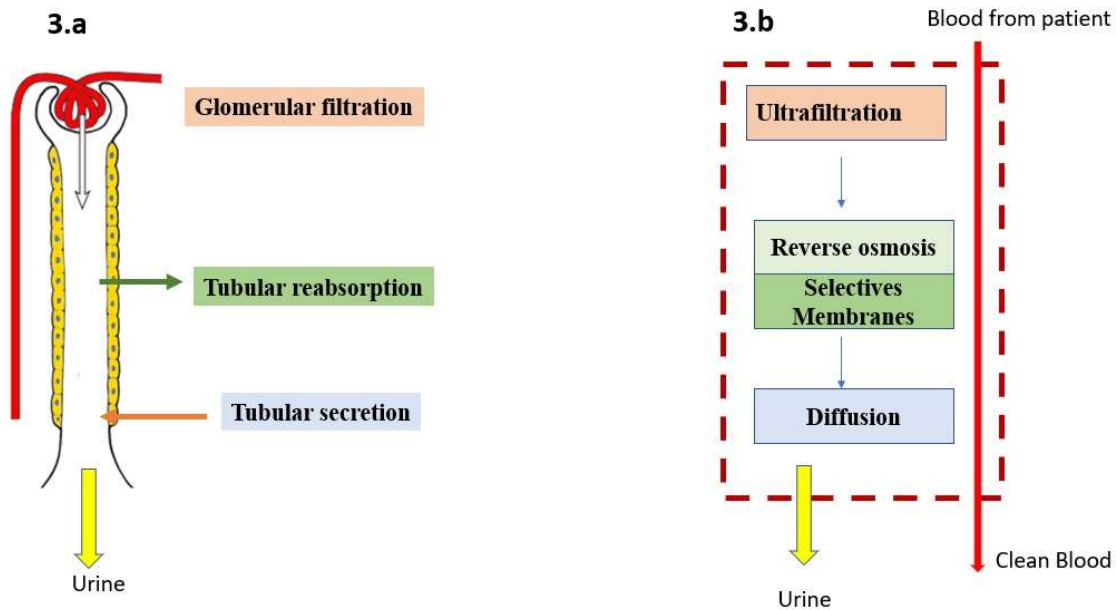 3.a
Glomerular filtration
Tubular reabsorption
Tubular secretion
Urine
3.b
Blood from patient
Ultrafiltration
Reverse osmosis
Selectives
Membranes
Diffusion
Clean Blood
Urine